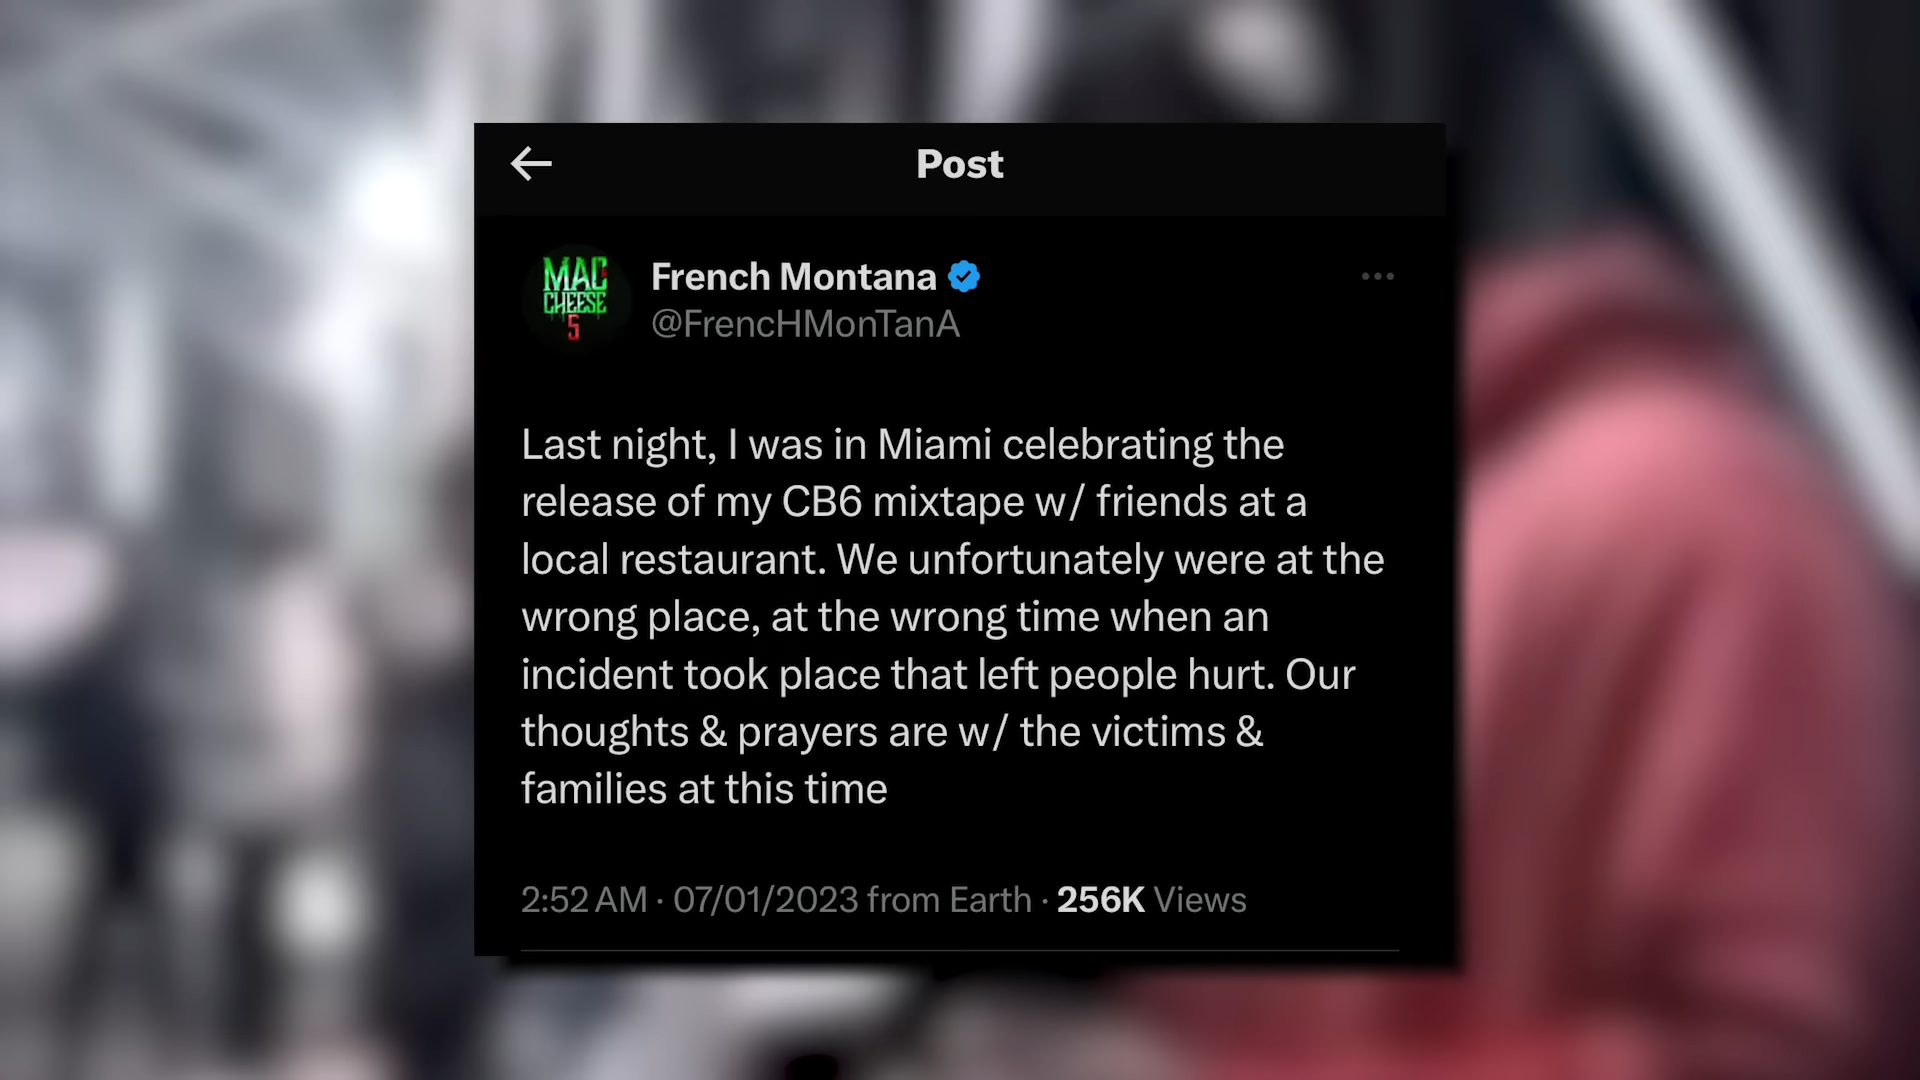 Post
MAC
CHEESE
5
French Montana
@FrencHMonTanA
Last night, I was in Miami celebrating the
release of my CB6 mixtape w/ friends at a
local restaurant. We unfortunately were at the
wrong place, at the wrong time when an
incident took place that left people hurt. Our
thoughts & prayers are w/ the victims &
families at this time
2:52 AM · 07/01/2023 from Earth · 256K Views